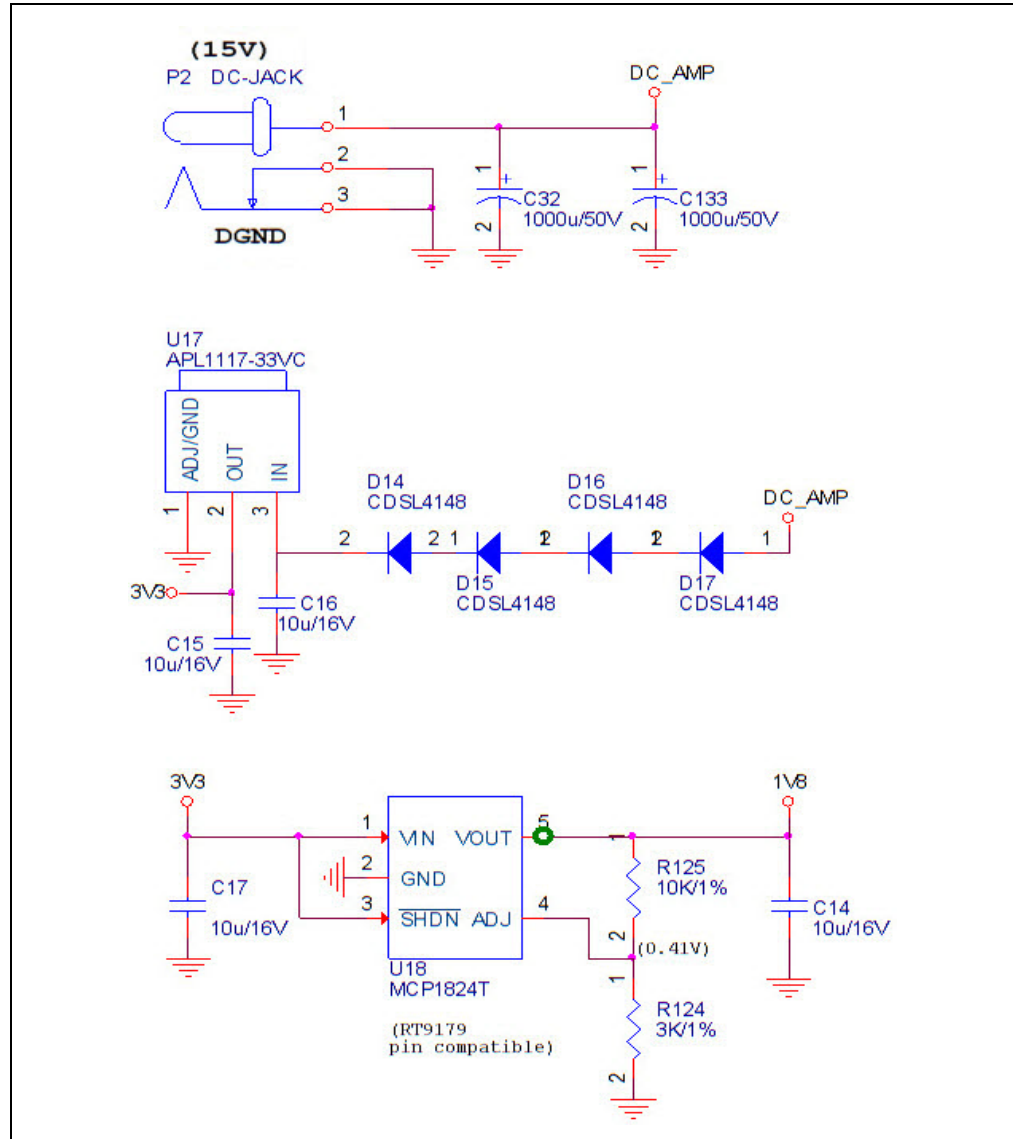 (15V)
P2 DC-JACK
DC_AMP
1
2
3
DGND
1
C32
1000u/50V
2
1
C133
1000u/50V
2
U17
APL1117-33VC
ADJ/GND
OUT
IN
1
2
3
D14
CDSL4148
D16
CDSL4148
DC_AMP
2
2
1
1
2
1
2
1
D15
CDSL4148
D17
CDSL4148
3V3
C16
10u/16V
C15
10u/16V
3V3
1V8
1
VIN
VOUT
5
2
GND
3
SHDN
ADJ
4
C17
10u/16V
U18
MCP1824T
(RT9179
pin compatible)
1
R125
10K/1%
2
(0.41V)
1
R124
3K/1%
2
C14
10u/16V